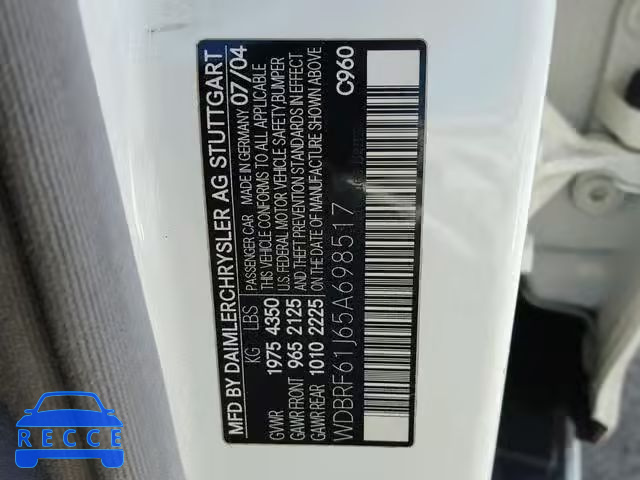 MFD BY DAIMLERCHRYSLER AG STUTTGART
PASSENGER CAR MADE IN GERMANY 07/04
KG LBS
THIS VEHICLE CONFORMS TO ALL APPLICABLE
GVWR 1975 4350
U.S. FEDERAL MOTOR VEHICLE SAFETY, BUMPER
GAWR FRONT 965 2125
AND THEFT PREVENTION STANDARDS IN EFFECT
GAWR REAR 1010 2225
ON THE DATE OF MANUFACTURE SHOWN ABOVE
WDBRF61J65A698517
C960
RECCE